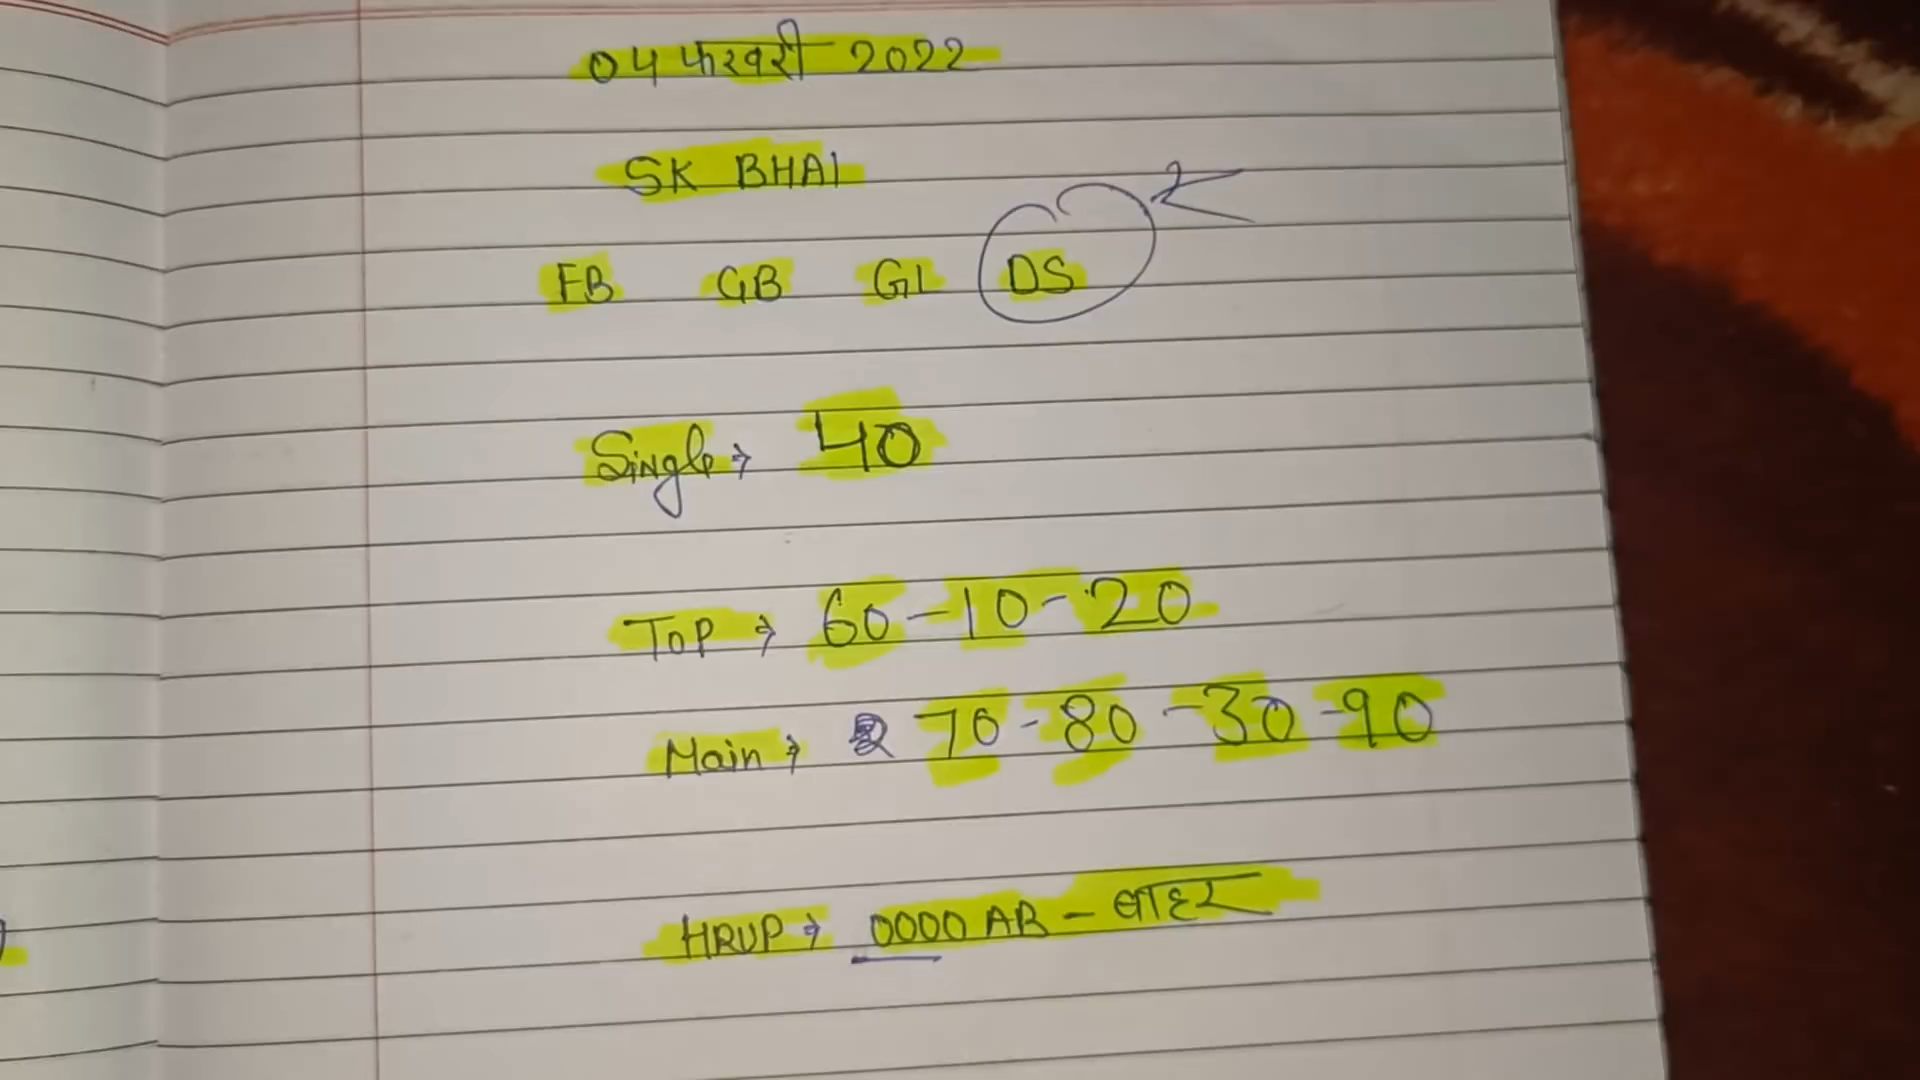 04 फरवरी 2022
SK BHAI
FB GB GL DS
Single → 40
TOP → 60-10-20
Main → 70-80-30-90
HRUP → 0000 AB - बाहर